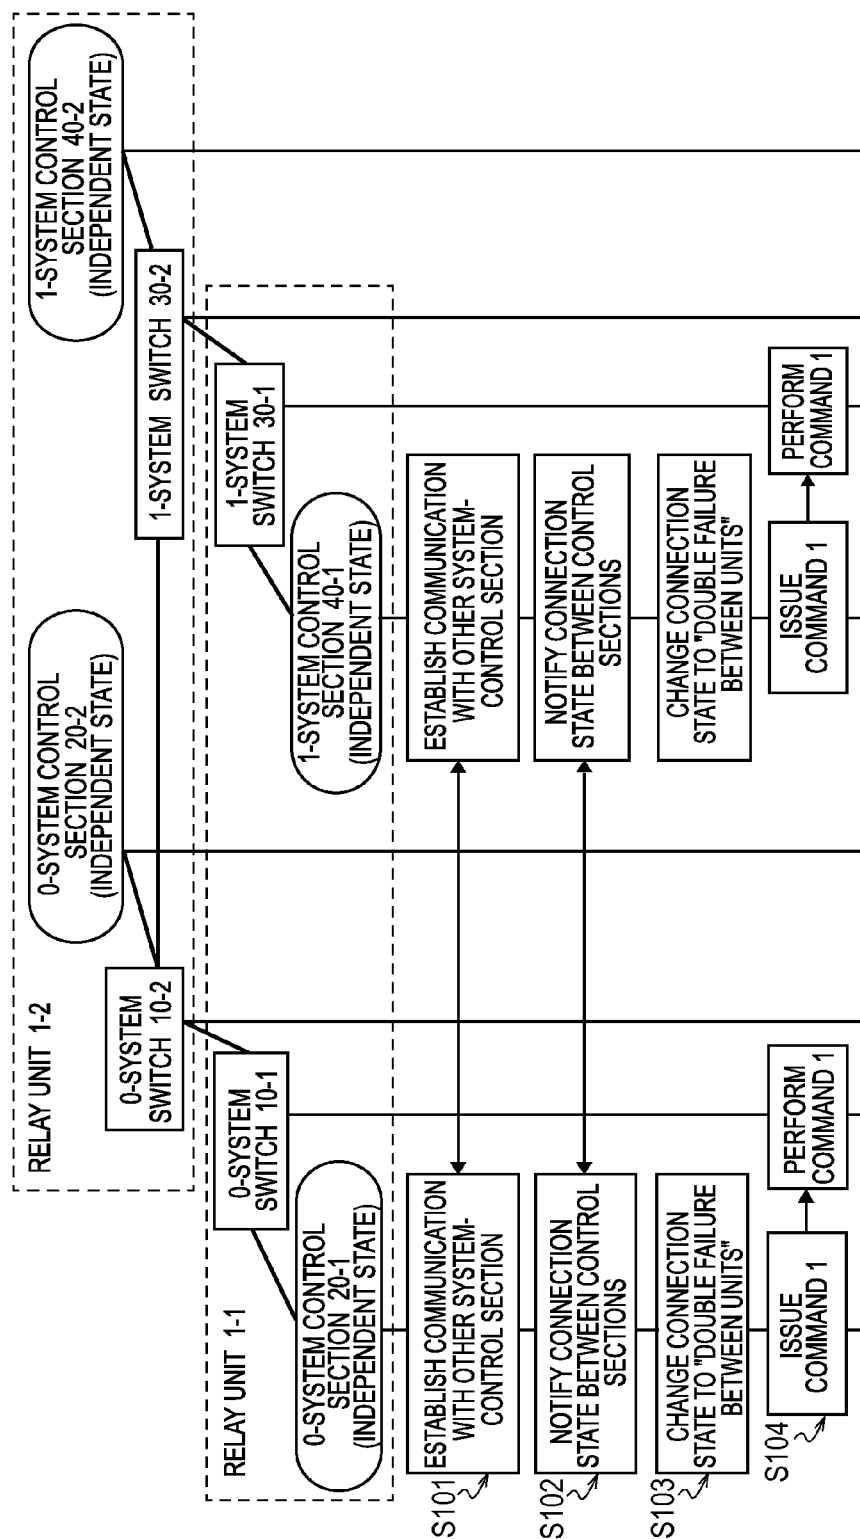 RELAY UNIT 1-2
0-SYSTEM CONTROL
SECTION 20-2
(INDEPENDENT STATE)
1-SYSTEM CONTROL
SECTION 40-2
(INDEPENDENT STATE)
0-SYSTEM
SWITCH 10-2
1-SYSTEM SWITCH 30-2
RELAY UNIT 1-1
0-SYSTEM
SWITCH 10-1
1-SYSTEM
SWITCH 30-1
0-SYSTEM CONTROL
SECTION 20-1
(INDEPENDENT STATE)
1-SYSTEM CONTROL
SECTION 40-1
(INDEPENDENT STATE)
S101
ESTABLISH COMMUNICATION
WITH OTHER SYSTEM-
CONTROL SECTION
ESTABLISH COMMUNICATION
WITH OTHER SYSTEM-
CONTROL SECTION
S102
NOTIFY CONNECTION
STATE BETWEEN CONTROL
SECTIONS
NOTIFY CONNECTION
STATE BETWEEN CONTROL
SECTIONS
S103
CHANGE CONNECTION
STATE TO "DOUBLE FAILURE
BETWEEN UNITS"
CHANGE CONNECTION
STATE TO "DOUBLE FAILURE
BETWEEN UNITS"
S104
ISSUE
COMMAND 1
PERFORM
COMMAND 1
ISSUE
COMMAND 1
PERFORM
COMMAND 1